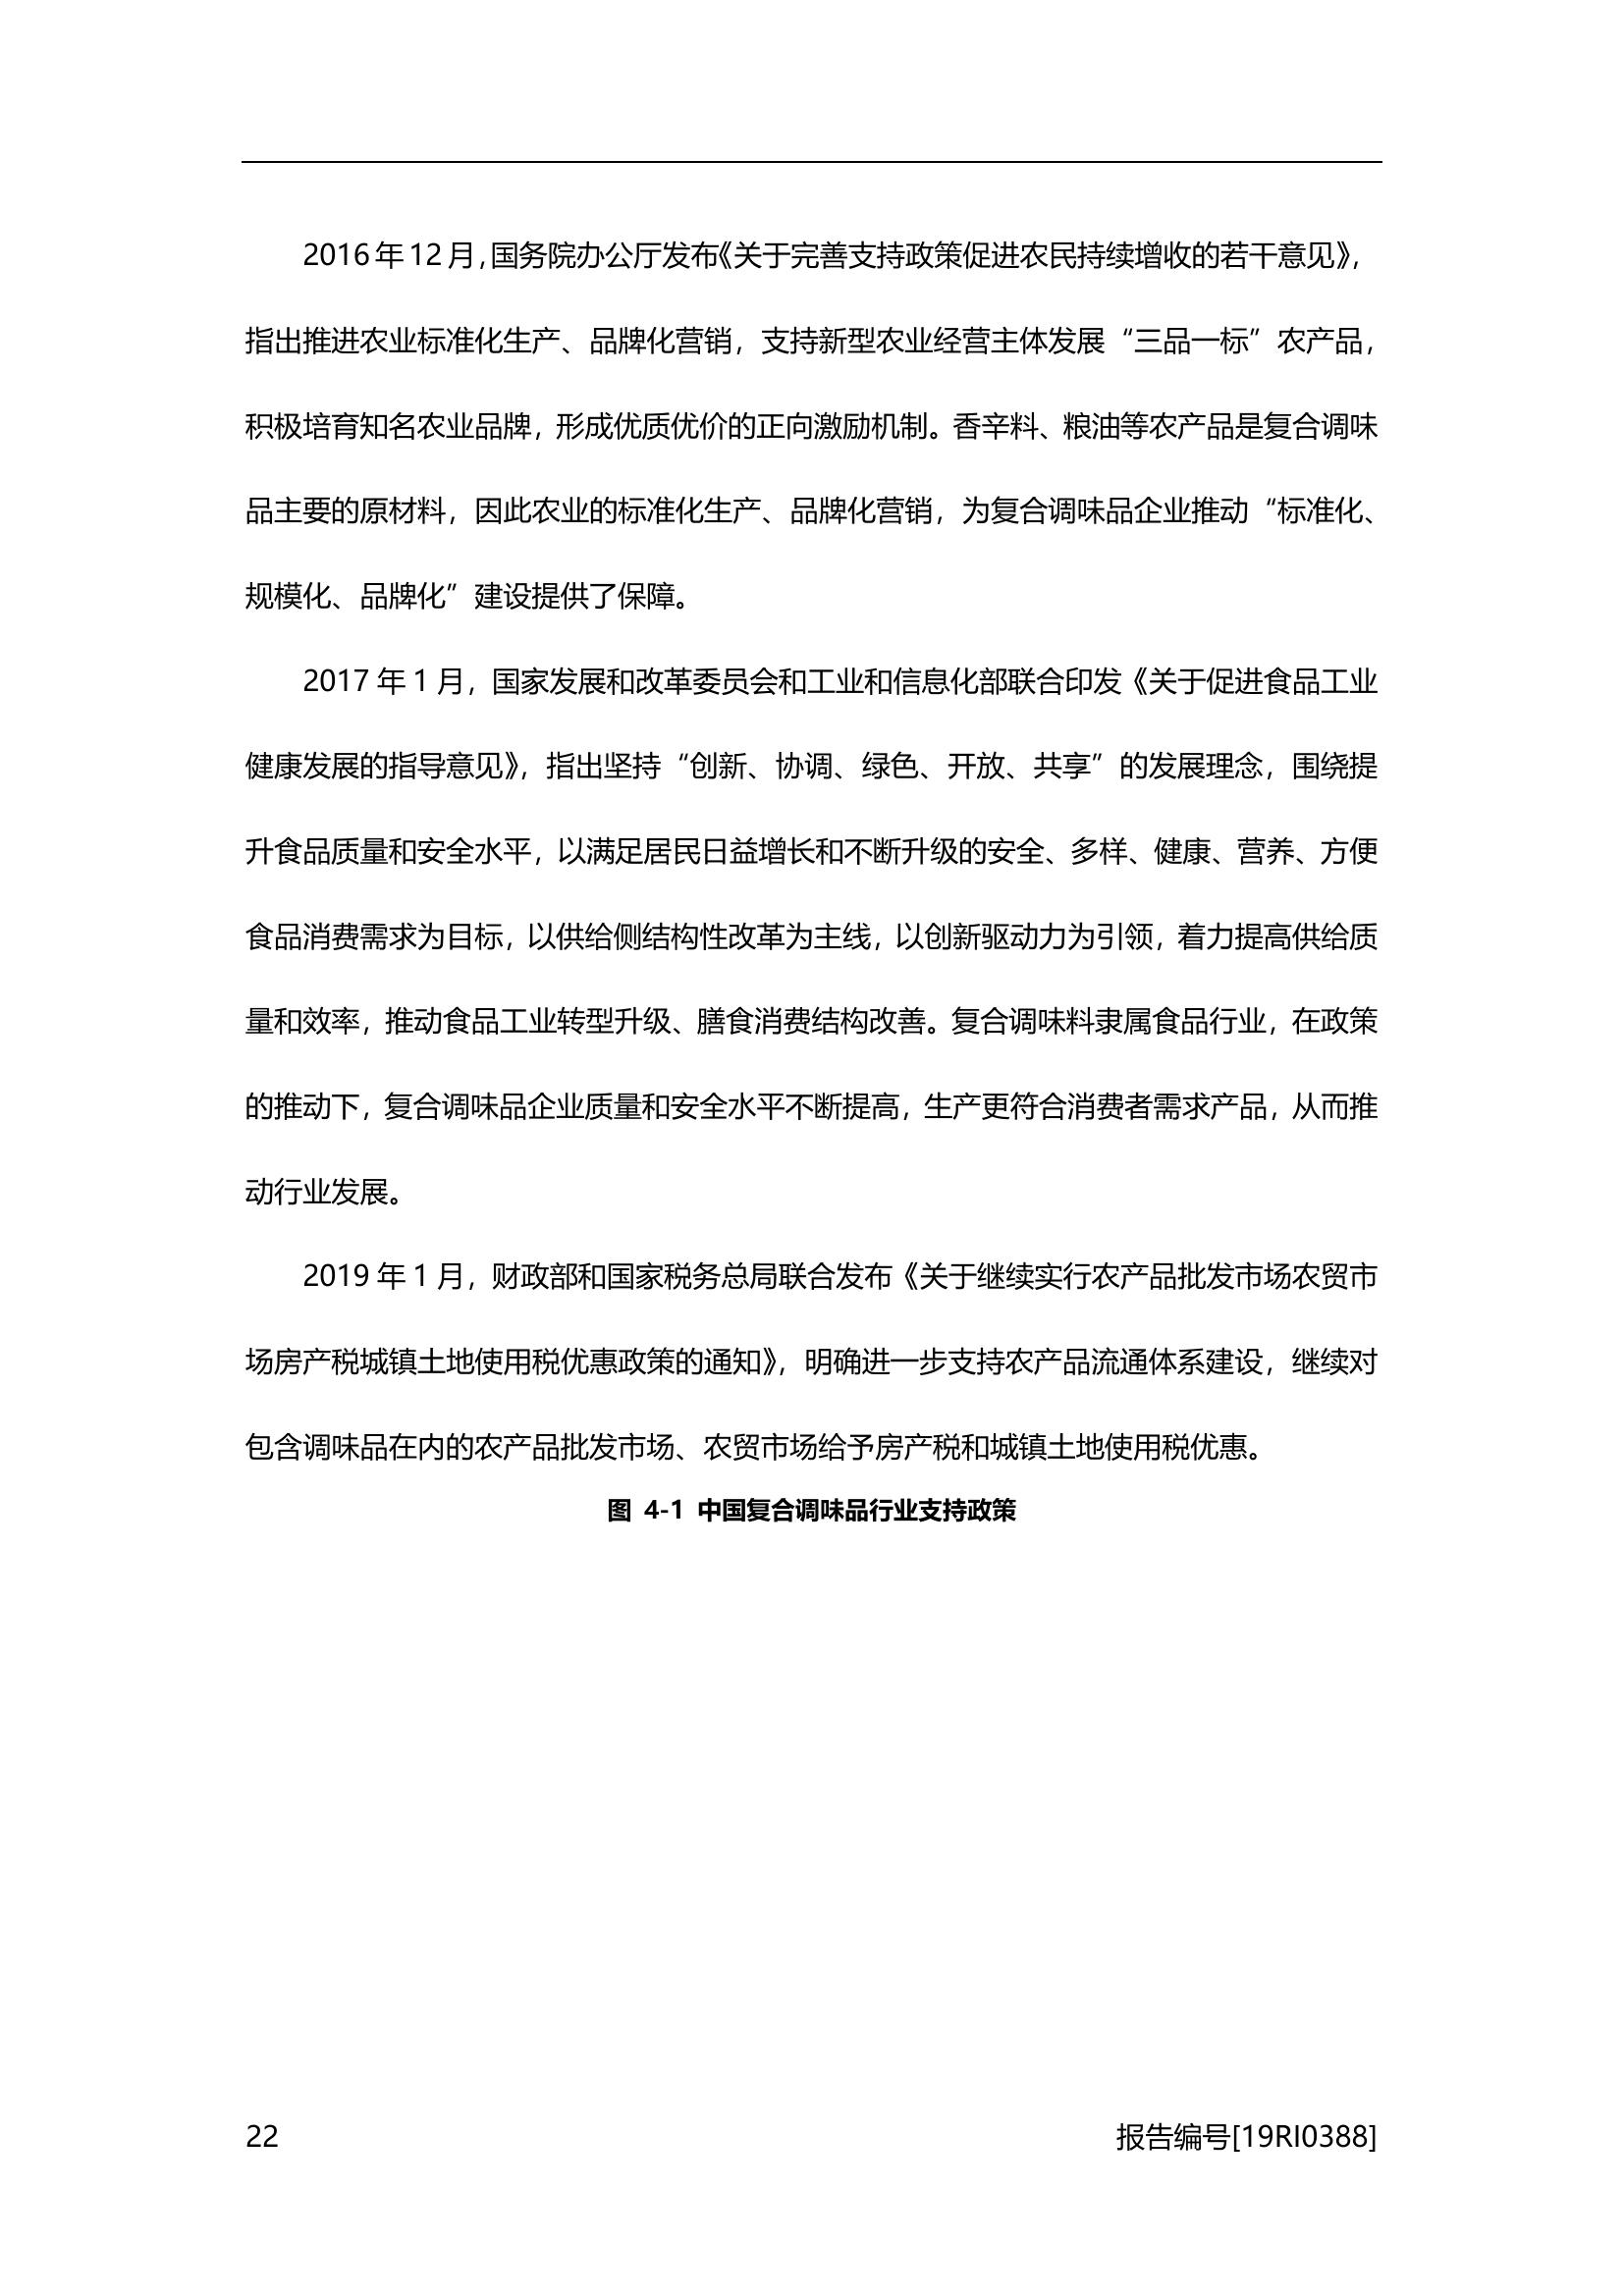 2016 年 12 月，国务院办公厅发布《关于完善支持政策促进农民持续增收的若干意见》，
指出推进农业标准化生产、品牌化营销，支持新型农业经营主体发展“三品一标”农产品，
积极培育知名农业品牌，形成优质优价的正向激励机制。香辛料、粮油等农产品是复合调味
品主要的原材料，因此农业的标准化生产、品牌化营销，为复合调味品企业推动“标准化、
规模化、品牌化”建设提供了保障。
2017 年 1 月，国家发展和改革委员会和工业和信息化部联合印发《关于促进食品工业
健康发展的指导意见》，指出坚持“创新、协调、绿色、开放、共享”的发展理念，围绕提
升食品质量和安全水平，以满足居民日益增长和不断升级的安全、多样、健康、营养、方便
食品消费需求为目标，以供给侧结构性改革为主线，以创新驱动力为引领，着力提高供给质
量和效率，推动食品工业转型升级、膳食消费结构改善。复合调味料隶属食品行业，在政策
的推动下，复合调味品企业质量和安全水平不断提高，生产更符合消费者需求产品，从而推
动行业发展。
2019 年 1 月，财政部和国家税务总局联合发布《关于继续实行农产品批发市场农贸市
场房产税城镇土地使用税优惠政策的通知》，明确进一步支持农产品流通体系建设，继续对
包含调味品在内的农产品批发市场、农贸市场给予房产税和城镇土地使用税优惠。
图 4-1 中国复合调味品行业支持政策
22 报告编号[19RI0388]